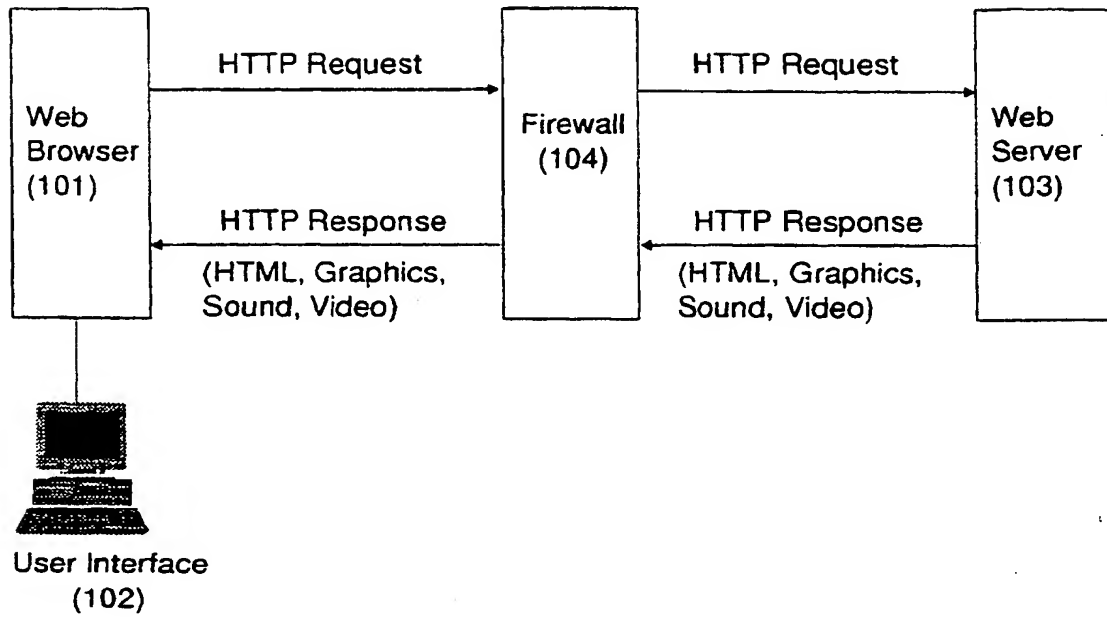 HTTP Request
HTTP Request
Web
Browser
(101)
Firewall
(104)
Web
Server
(103)
HTTP Response
(HTML, Graphics,
Sound, Video)
HTTP Response
(HTML, Graphics,
Sound, Video)
User Interface
(102)